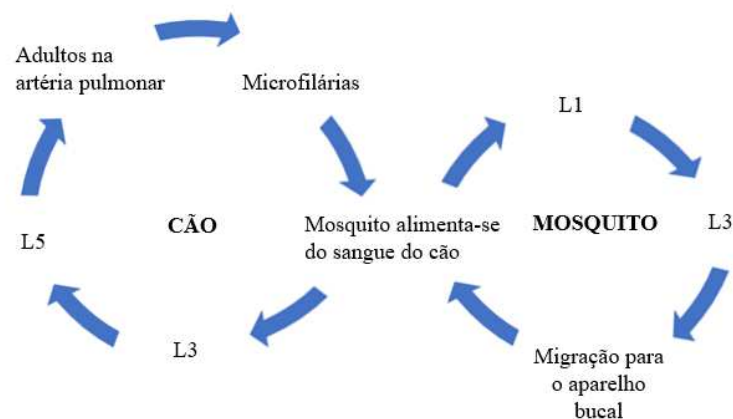 Adultos na
artéria pulmonar
Microfilárias
L1
CÃO
Mosquito alimenta-se
do sangue do cão
MOSQUITO
L3
L5
L3
Migração para
o aparelho
bucal